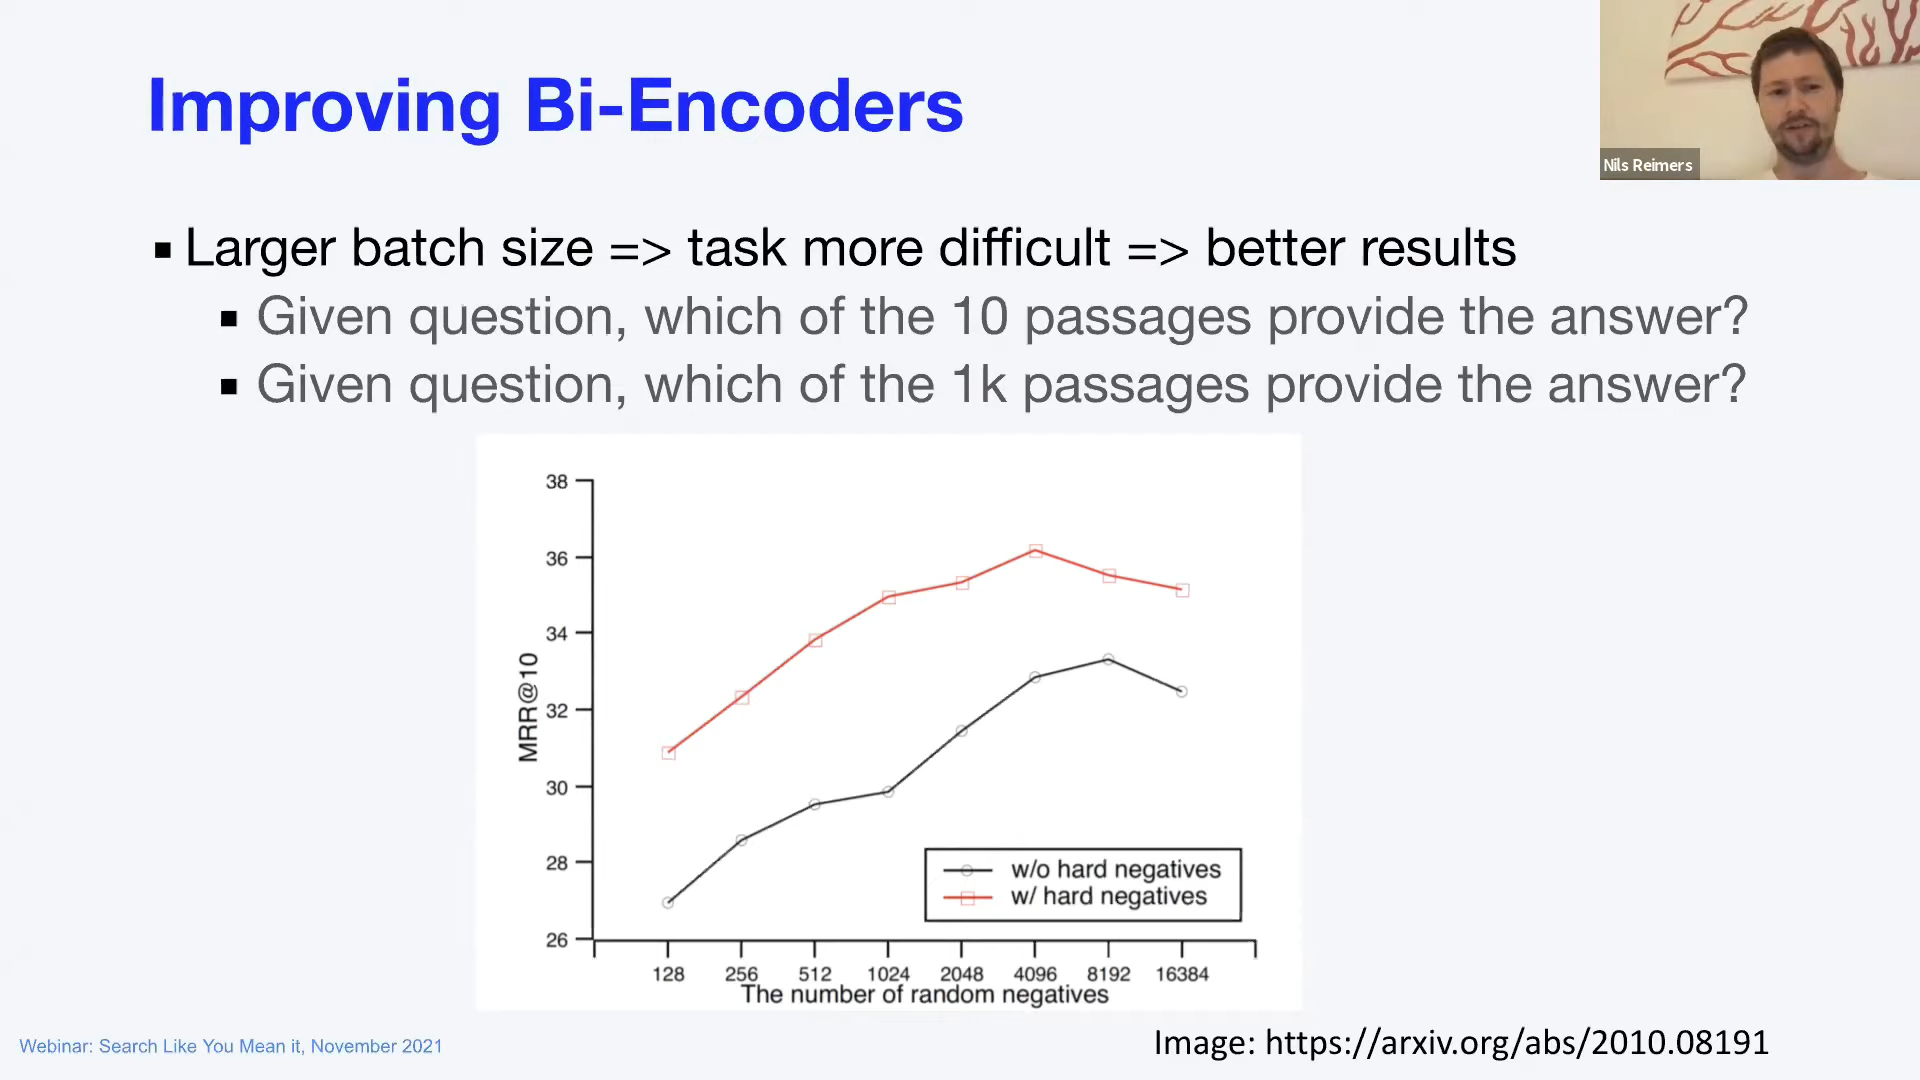 Improving Bi-Encoders
Nils Reimers
Larger batch size => task more difficult => better results
Given question, which of the 10 passages provide the answer?
Given question, which of the 1k passages provide the answer?
38
36
34
32
30
28
26
MRR@10
w/o hard negatives
w/ hard negatives
128 256 512 1024 2048 4096 8192 16384
The number of random negatives
Webinar: Search Like You Mean it, November 2021
Image: https://arxiv.org/abs/2010.08191